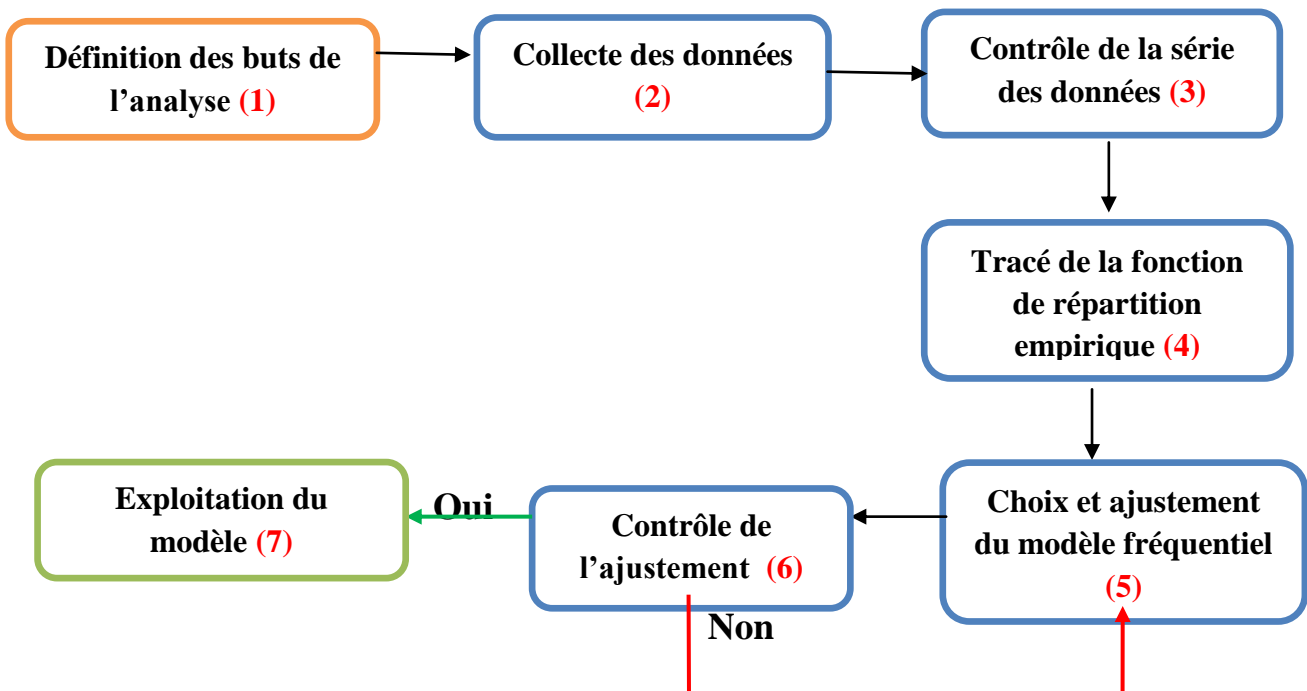 Définition des buts de
l’analyse (1)
Collecte des données
(2)
Contrôle de la série
des données (3)
Tracé de la fonction
de répartition
empirique (4)
Choix et ajustement
du modèle fréquentiel
(5)
Contrôle de
l’ajustement (6)
Oui
Exploitation du
modèle (7)
Non